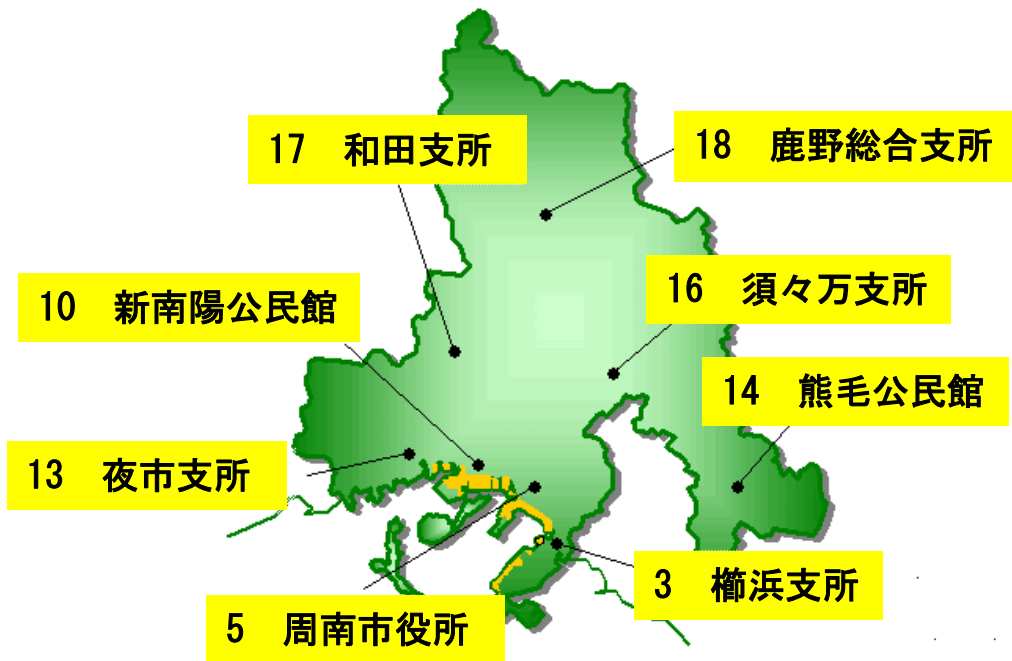 17　和田支所
18　鹿野総合支所
16　須々万支所
10　新南陽公民館
14　熊毛公民館
13　夜市支所
3　櫛浜支所
5　周南市役所